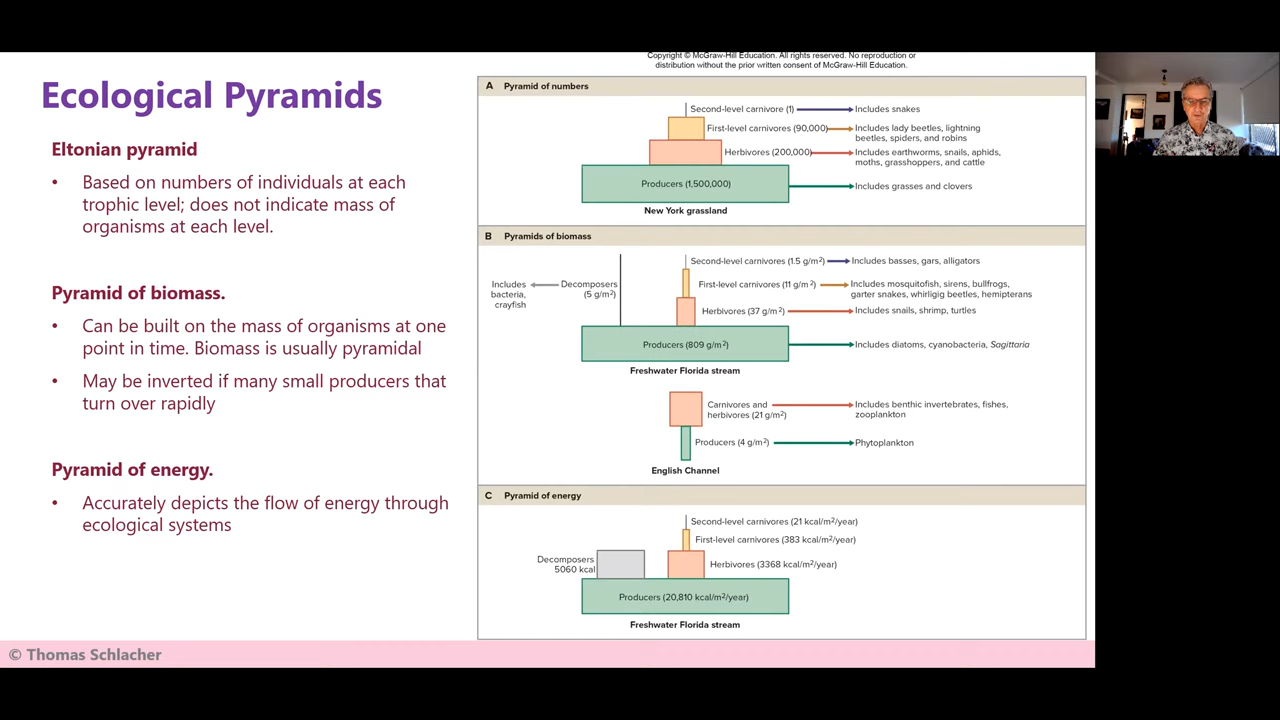 Ecological Pyramids
Eltonian pyramid
• Based on numbers of individuals at each
trophic level; does not indicate mass of
organisms at each level.
Pyramid of biomass.
• Can be built on the mass of organisms at one
point in time. Biomass is usually pyramidal
• May be inverted if many small producers that
turn over rapidly
Pyramid of energy.
• Accurately depicts the flow of energy through
ecological systems
Copyright © McGraw-Hill Education. All rights reserved. No reproduction or
distribution without the prior written consent of McGraw-Hill Education.
A Pyramid of numbers
Second-level carnivore (1) Includes snakes
First-level carnivores (90,000) Includes lady beetles, lightning
beetles, spiders, and robins
Herbivores (200,000) Includes earthworms, snails, aphids,
moths, grasshoppers, and cattle
Producers (1,500,000) Includes grasses and clovers
New York grassland
B Pyramids of biomass
Second-level carnivores (1.5 g/m²) Includes basses, gars, alligators
Includes
bacteria,
crayfish
Decomposers
(5 g/m²)
First-level carnivores (11 g/m²) Includes mosquitofish, sirens, bullfrogs,
garter snakes, whirligig beetles, hemipterans
Herbivores (37 g/m²) Includes snails, shrimp, turtles
Producers (809 g/m²) Includes diatoms, cyanobacteria, Sagittaria
Freshwater Florida stream
Carnivores and
herbivores (21 g/m²)
Includes benthic invertebrates, fishes,
zooplankton
Producers (4 g/m²) Phytoplankton
English Channel
C Pyramid of energy
Second-level carnivores (21 kcal/m²/year)
First-level carnivores (383 kcal/m²/year)
Decomposers
5060 kcal
Herbivores (3368 kcal/m²/year)
Producers (20,810 kcal/m²/year)
Freshwater Florida stream
© Thomas Schlacher